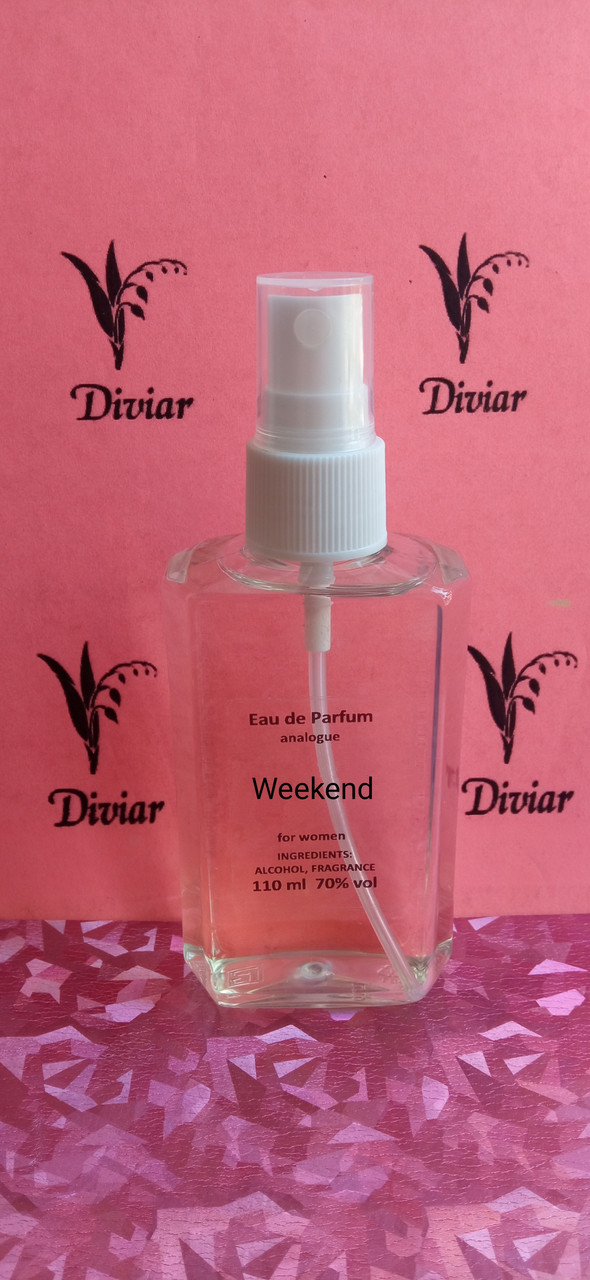 Diviar
Diviar
Eau de Parfum
analogue
Weekend
for women
INGREDIENTS:
ALCOHOL, FRAGRANCE
110 ml 70% vol
Diviar
Diviar